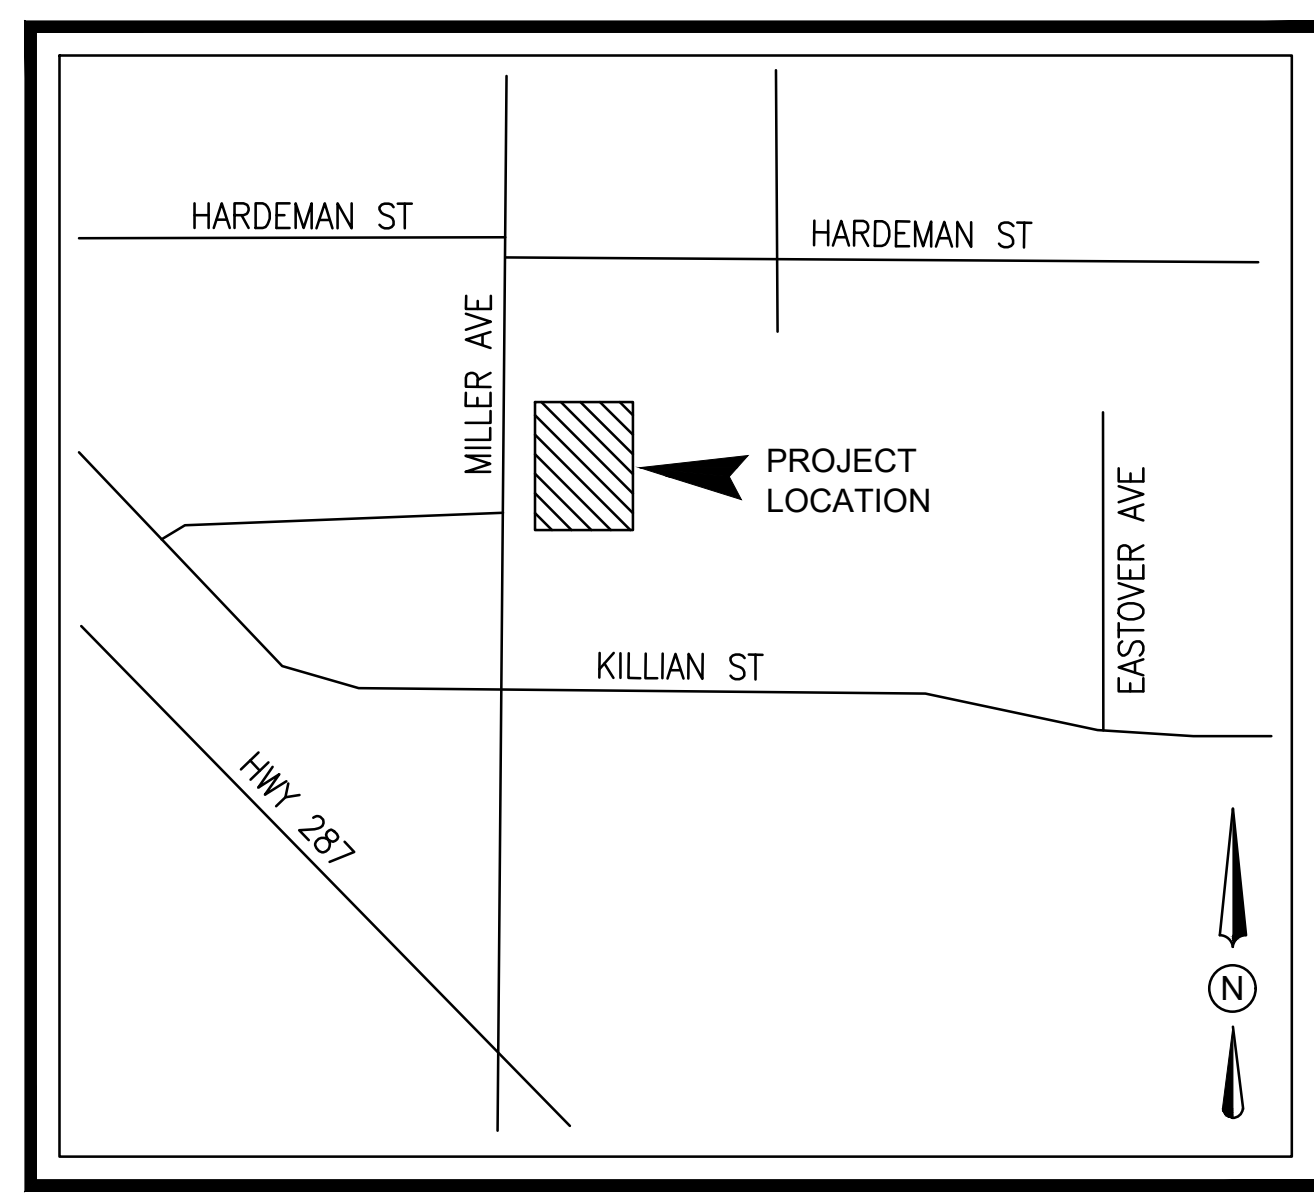 HARDEMAN ST
HARDEMAN ST
MILLER AVE
PROJECT
LOCATION
EASTOVER AVE
KILLIAN ST
HWY 287
N